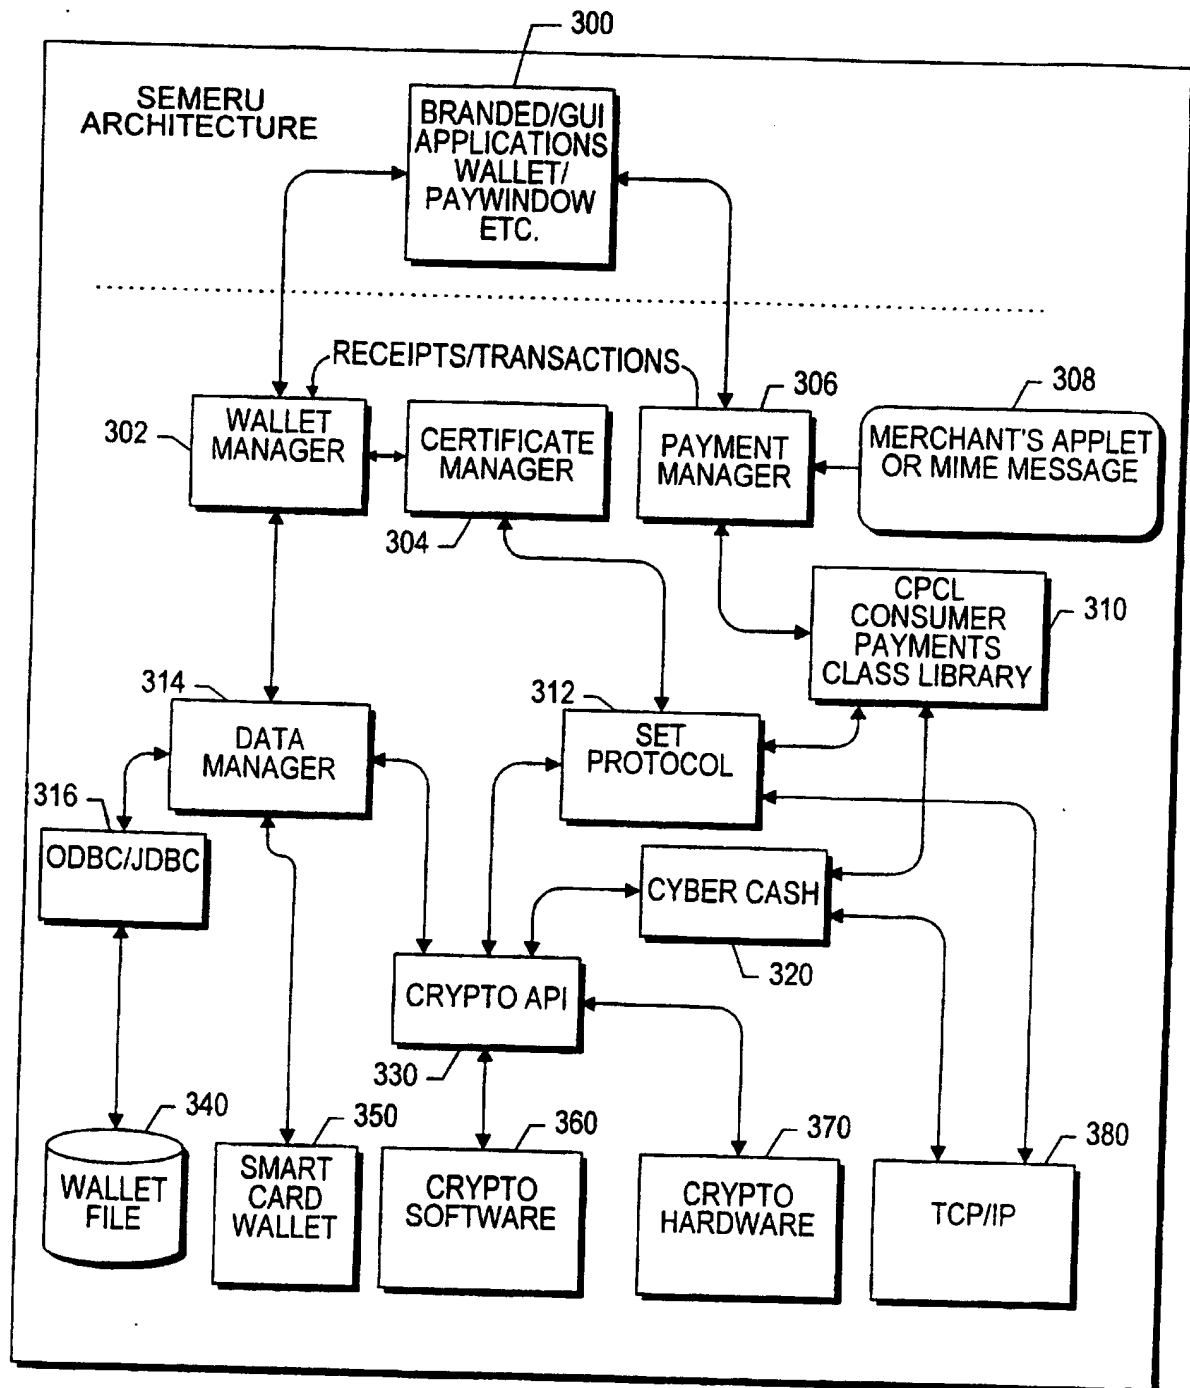 300
SEMERU
ARCHITECTURE
BRANDED/GUI
APPLICATIONS
WALLET/
PAYWINDOW
ETC.
RECEIPTS/TRANSACTIONS
306
308
302
WALLET
MANAGER
CERTIFICATE
MANAGER
PAYMENT
MANAGER
MERCHANT'S APPLET
OR MIME MESSAGE
304
CPCL
CONSUMER
PAYMENTS
CLASS LIBRARY
310
314
312
DATA
MANAGER
SET
PROTOCOL
316
ODBC/JDBC
CYBER CASH
320
CRYPTO API
330
340
350
360
370
380
WALLET
FILE
SMART
CARD
WALLET
CRYPTO
SOFTWARE
CRYPTO
HARDWARE
TCP/IP